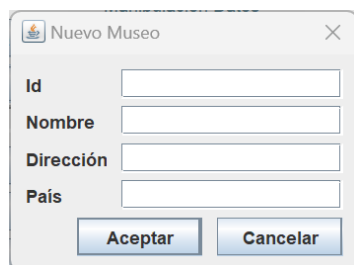 Nuevo Museo
Id
Nombre
Dirección
País
Aceptar Cancelar